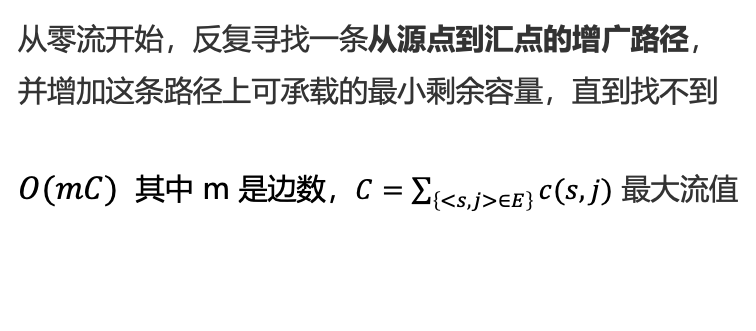 从零流开始，反复寻找一条从源点到汇点的增广路径，
并增加这条路径上可承载的最小剩余容量，直到找不到
O(mC) 其中 m 是边数，C = ∑_{<s,j>∈E} c(s,j) 最大流值